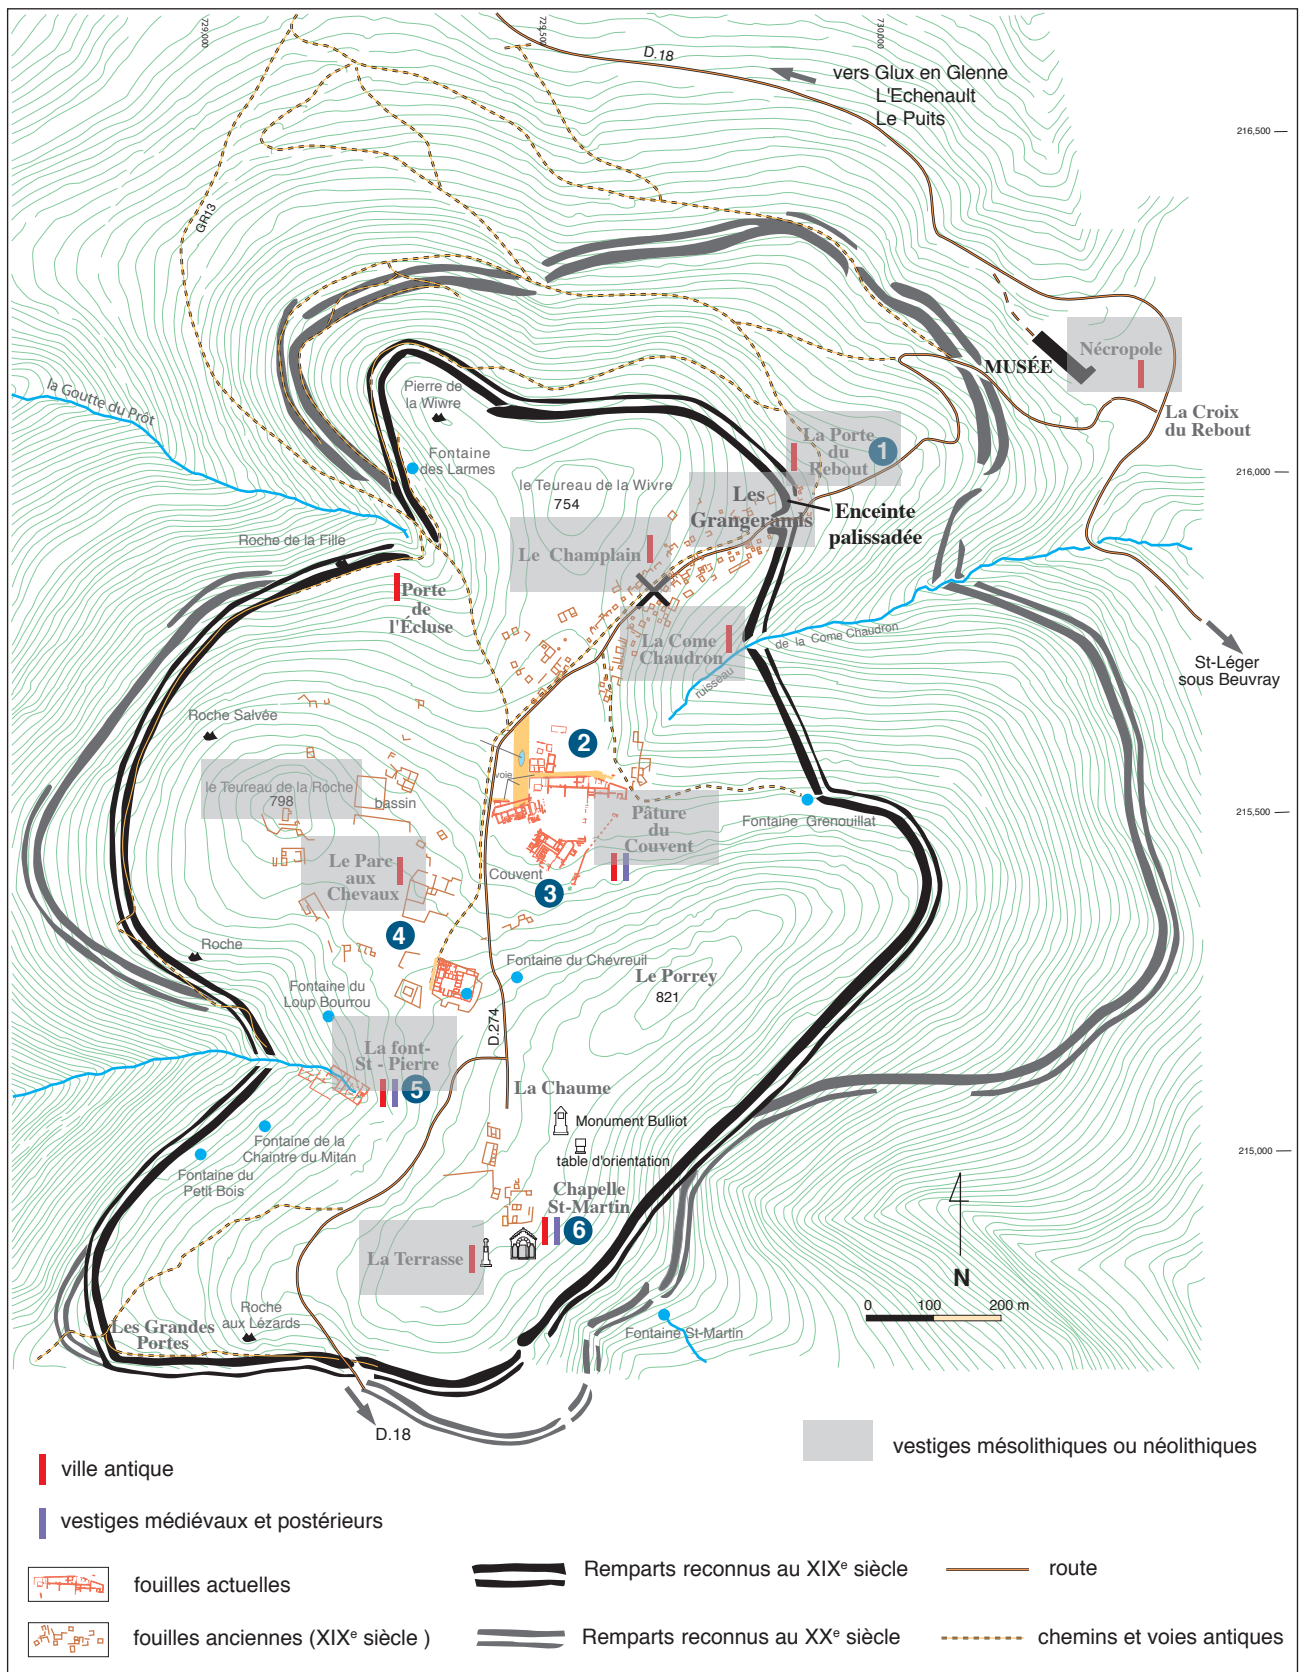 729,000
729,50
730,000
D.18
vers Glux en Glenne
L'Echenault
Le Puits
216,500
GR13
la Goutte du Prôt
Pierre de
la Wiwre
Fontaine
des Larmes
MUSÉE
Nécropole
La Croix
du Rebout
La Porte
du
Rebout
1
216,000
le Teureau de la Wivre
754
Les
Grangerands
Enceinte
palissadée
Roche de la Fille
Le Champlain
Porte
de
l'Écluse
La Come
Chaudron
ruisseau
de la Come Chaudron
St-Léger
sous Beuvray
Roche Salvée
2
voie
le Teureau de la Roche
798
bassin
Pâture
du
Couvent
Fontaine Grenouillat
215,500
Le Parc
aux
Chevaux
Couvent
3
4
Roche
Fontaine du Chevreuil
Le Porrey
821
Fontaine du
Loup Bourrou
D.274
La font-
St - Pierre
5
La Chaume
Monument Bulliot
table d'orientation
Fontaine de la
Chaintre du Mitan
Fontaine du
Petit Bois
215,000
Chapelle
St-Martin
6
La Terrasse
N
0
100
200 m
Roche
aux Lézards
Les Grandes
Portes
Fontaine St-Martin
D.18
ville antique
vestiges mésolithiques ou néolithiques
vestiges médiévaux et postérieurs
fouilles actuelles
Remparts reconnus au XIXe siècle
route
fouilles anciennes (XIXe siècle )
Remparts reconnus au XXe siècle
chemins et voies antiques